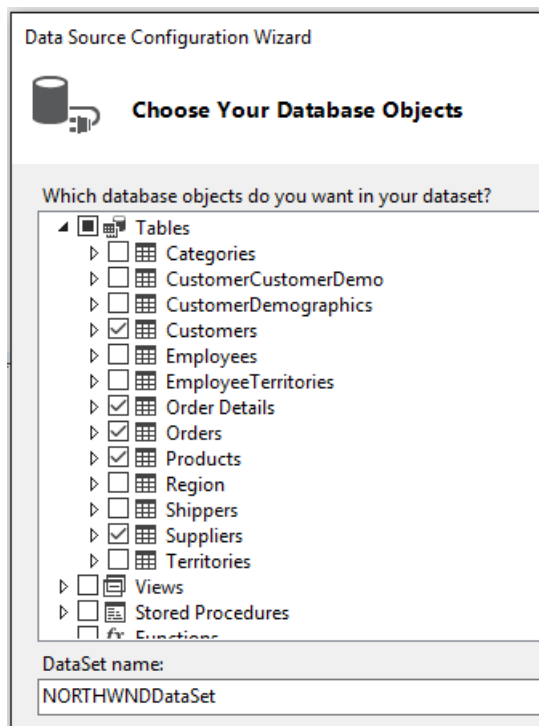 Data Source Configuration Wizard
Choose Your Database Objects
Which database objects do you want in your dataset?
Tables
Categories
CustomerCustomerDemo
CustomerDemographics
Customers
Employees
EmployeeTerritories
Order Details
Orders
Products
Region
Shippers
Suppliers
Territories
Views
Stored Procedures
fx Functions
DataSet name:
NORTHWNDDataSet